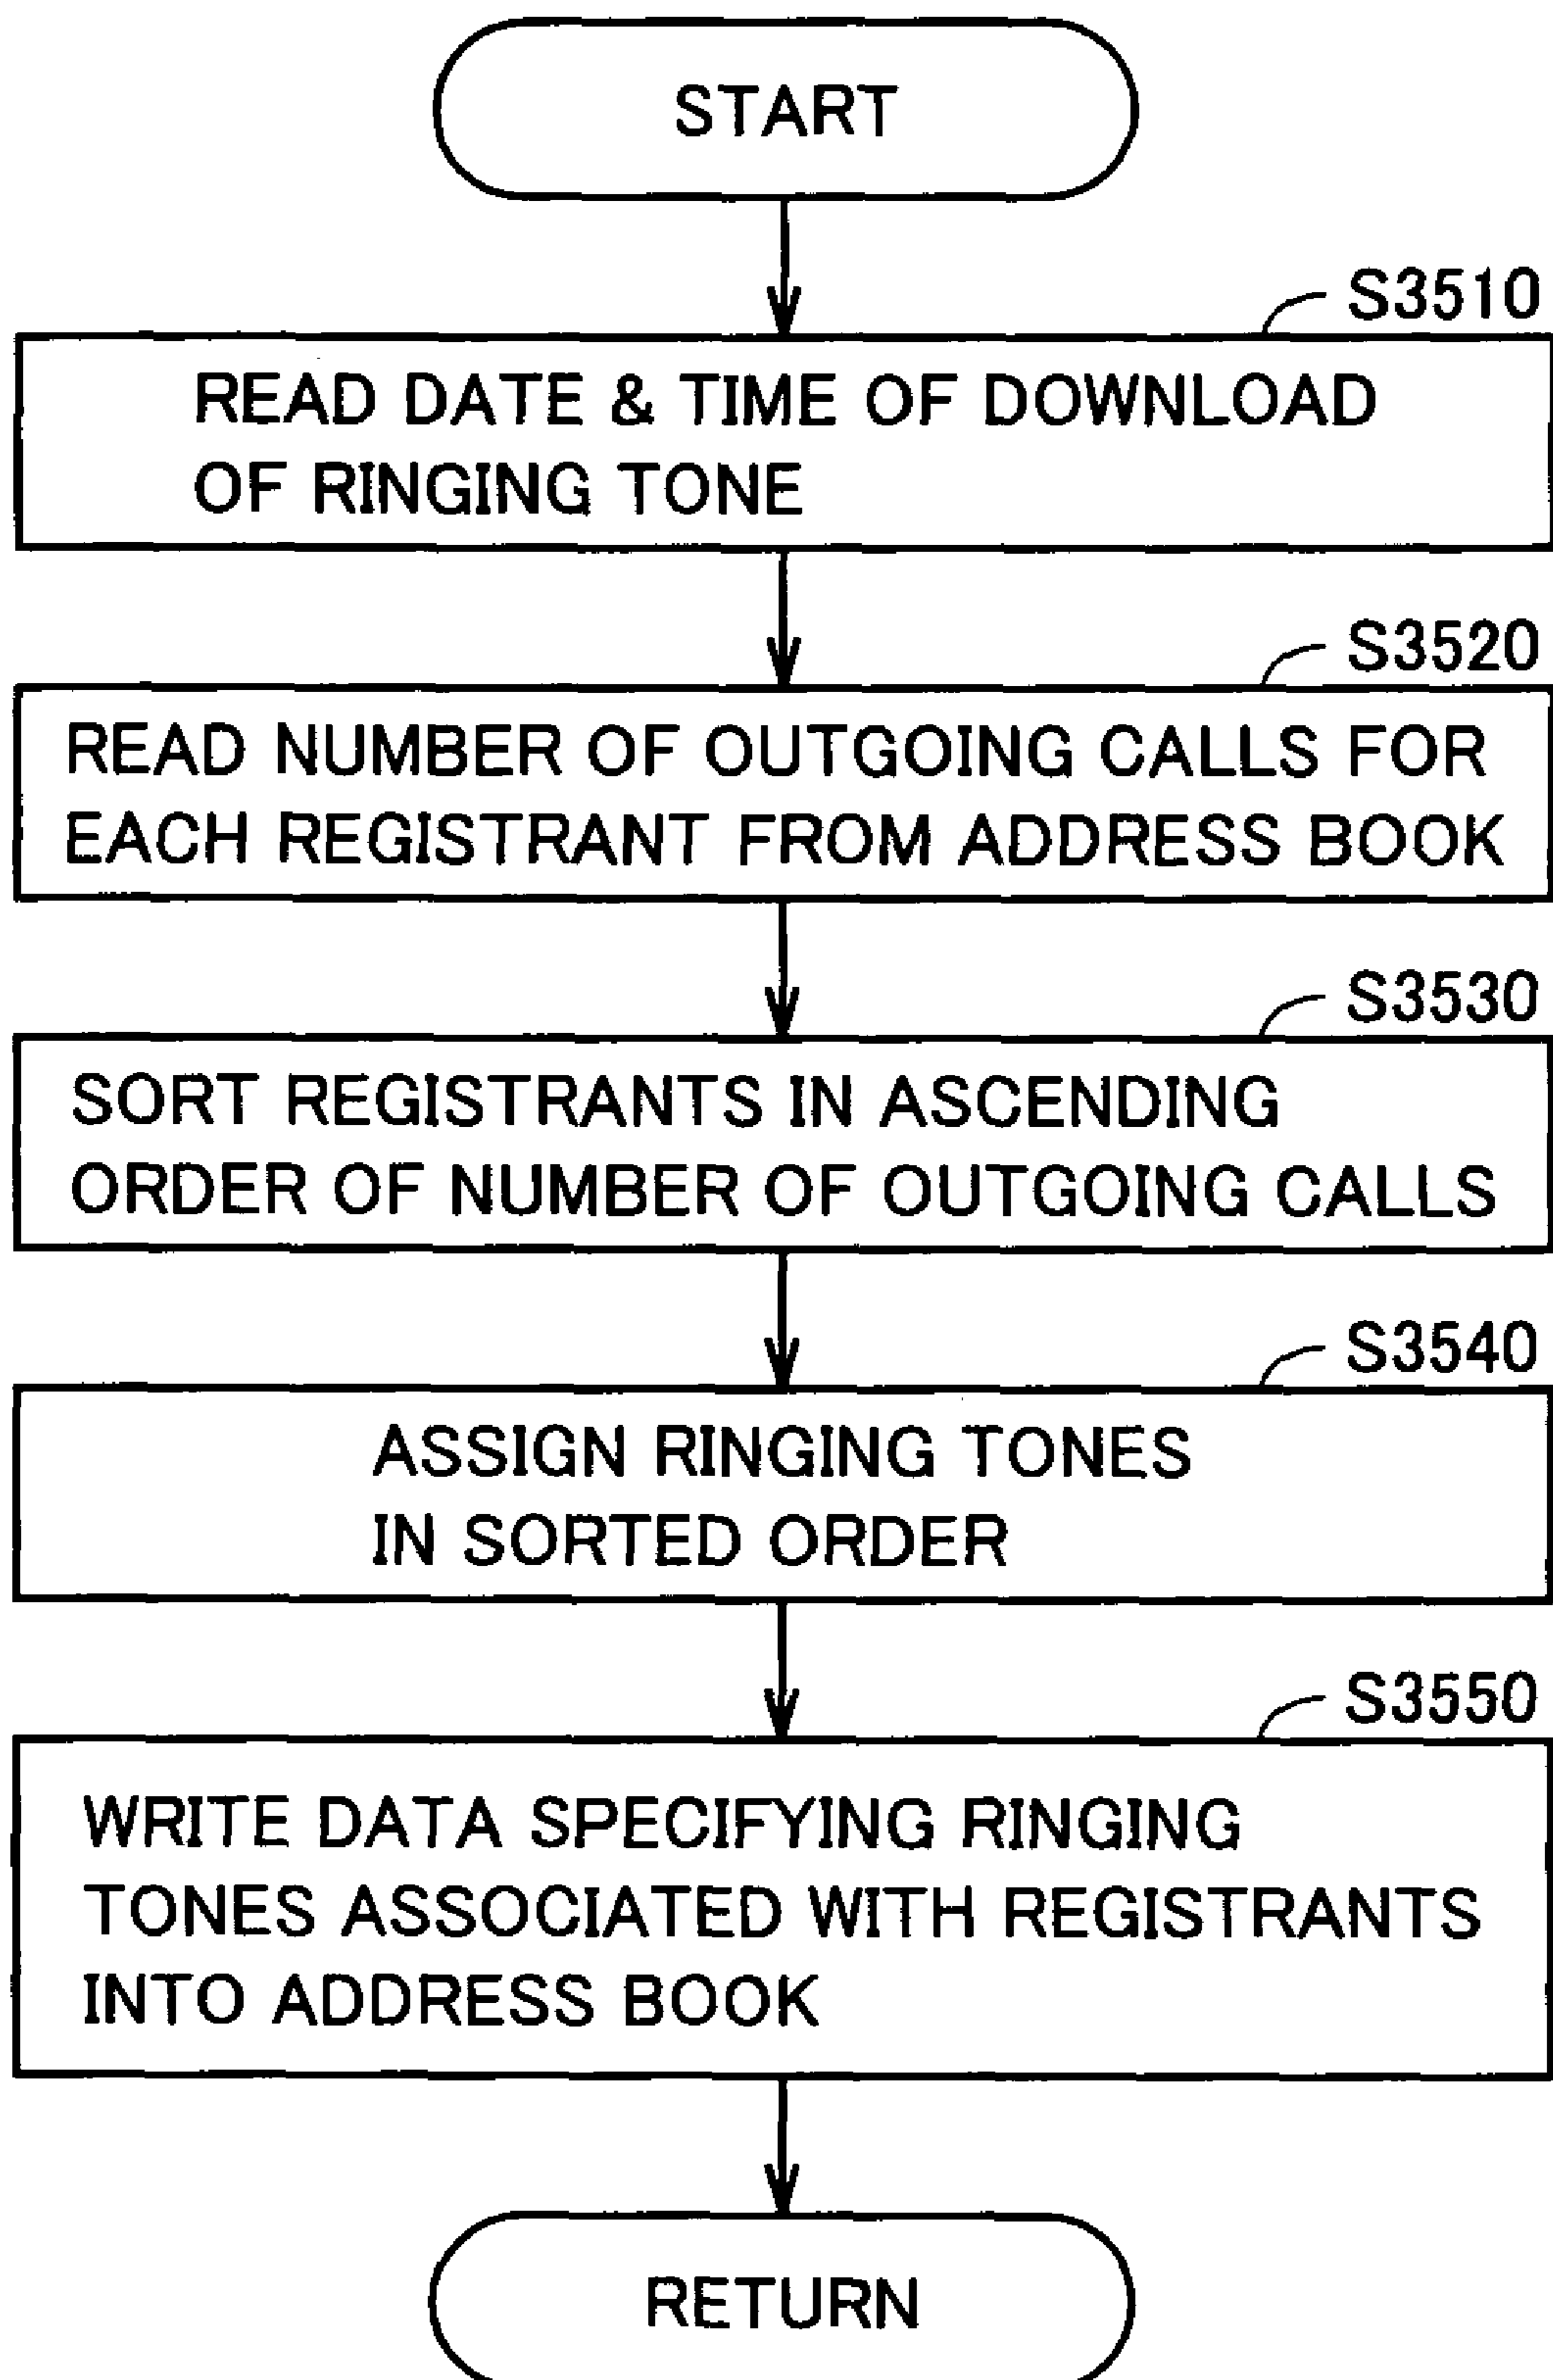 START
S3510
READ DATE & TIME OF DOWNLOAD
OF RINGING TONE
S3520
READ NUMBER OF OUTGOING CALLS FOR
EACH REGISTRANT FROM ADDRESS BOOK
S3530
SORT REGISTRANTS IN ASCENDING
ORDER OF NUMBER OF OUTGOING CALLS
S3540
ASSIGN RINGING TONES
IN SORTED ORDER
S3550
WRITE DATA SPECIFYING RINGING
TONES ASSOCIATED WITH REGISTRANTS
INTO ADDRESS BOOK
RETURN